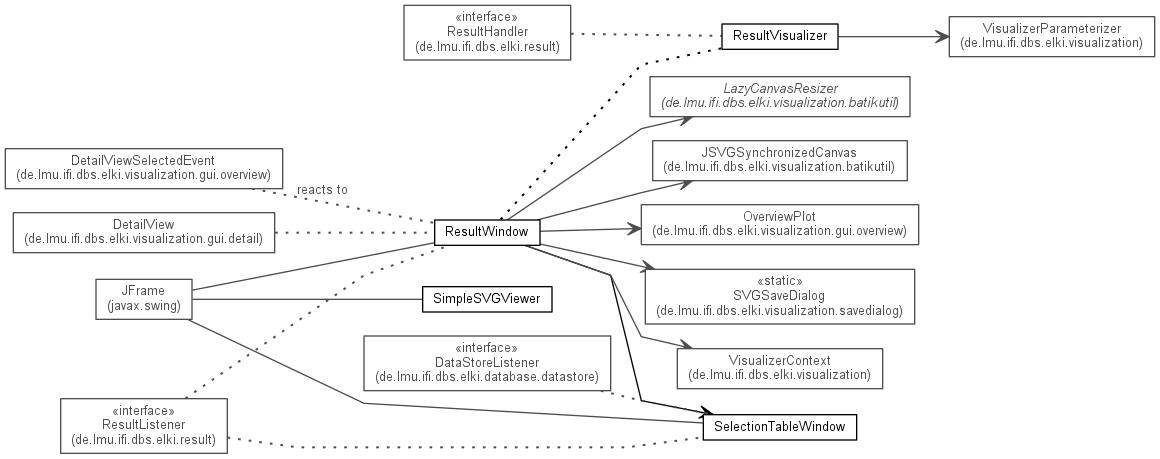 «interface»
ResultHandler
(de.lmu.ifi.dbs.elki.result)
ResultVisualizer
VisualizerParameterizer
(de.lmu.ifi.dbs.elki.visualization)
LazyCanvasResizer
(de.lmu.ifi.dbs.elki.visualization.batikutil)
JSVGSynchronizedCanvas
(de.lmu.ifi.dbs.elki.visualization.batikutil)
DetailViewSelectedEvent
(de.lmu.ifi.dbs.elki.visualization.gui.overview)
reacts to
DetailView
(de.lmu.ifi.dbs.elki.visualization.gui.detail)
ResultWindow
OverviewPlot
(de.lmu.ifi.dbs.elki.visualization.gui.overview)
JFrame
(javax.swing)
SimpleSVGViewer
«static»
SVGSaveDialog
(de.lmu.ifi.dbs.elki.visualization.savedialog)
«interface»
DataStoreListener
(de.lmu.ifi.dbs.elki.database.datastore)
VisualizerContext
(de.lmu.ifi.dbs.elki.visualization)
«interface»
ResultListener
(de.lmu.ifi.dbs.elki.result)
SelectionTableWindow